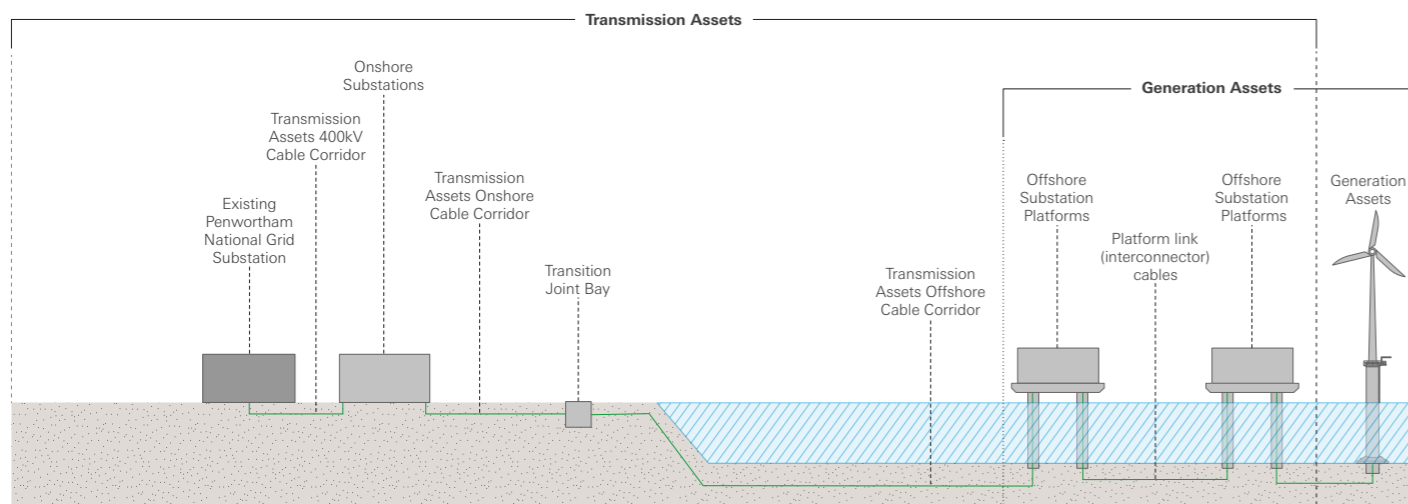 Transmission Assets
Onshore
Substations
Generation Assets
Transmission
Assets 400kV
Cable Corridor
Transmission
Assets Onshore
Cable Corridor
Offshore
Substation
Platforms
Offshore
Substation
Platforms
Generation
Assets
Existing
Penwortham
National Grid
Substation
Platform link
(interconnector)
cables
Transition
Joint Bay
Transmission
Assets Offshore
Cable Corridor